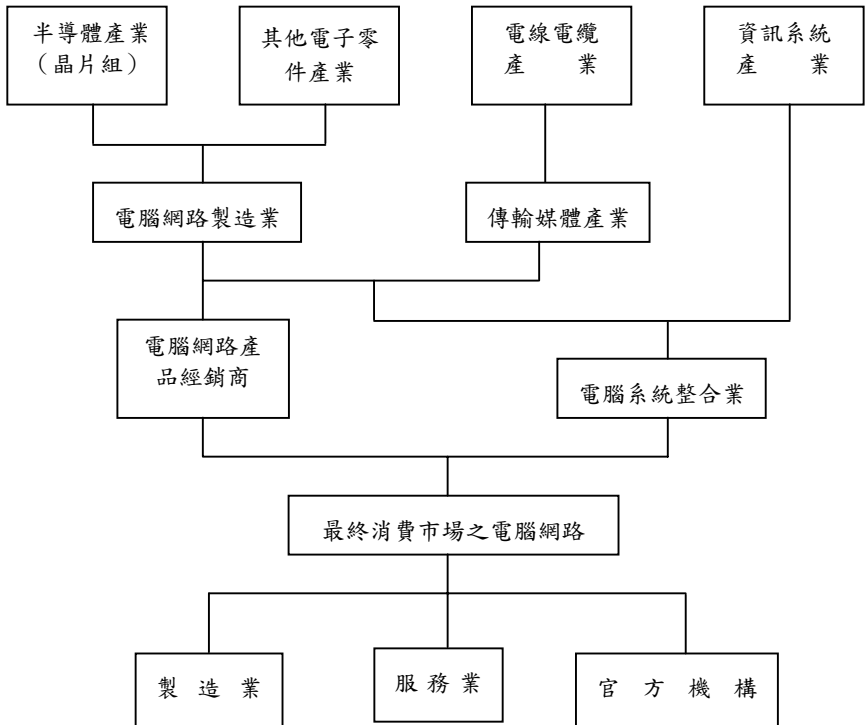 半導體產業
（晶片組）
其他電子零
件產業
電線電纜
產業
資訊系統
產業
電腦網路製造業
傳輸媒體產業
電腦網路產
品經銷商
電腦系統整合業
最終消費市場之電腦網路
製造業
服務業
官方機構